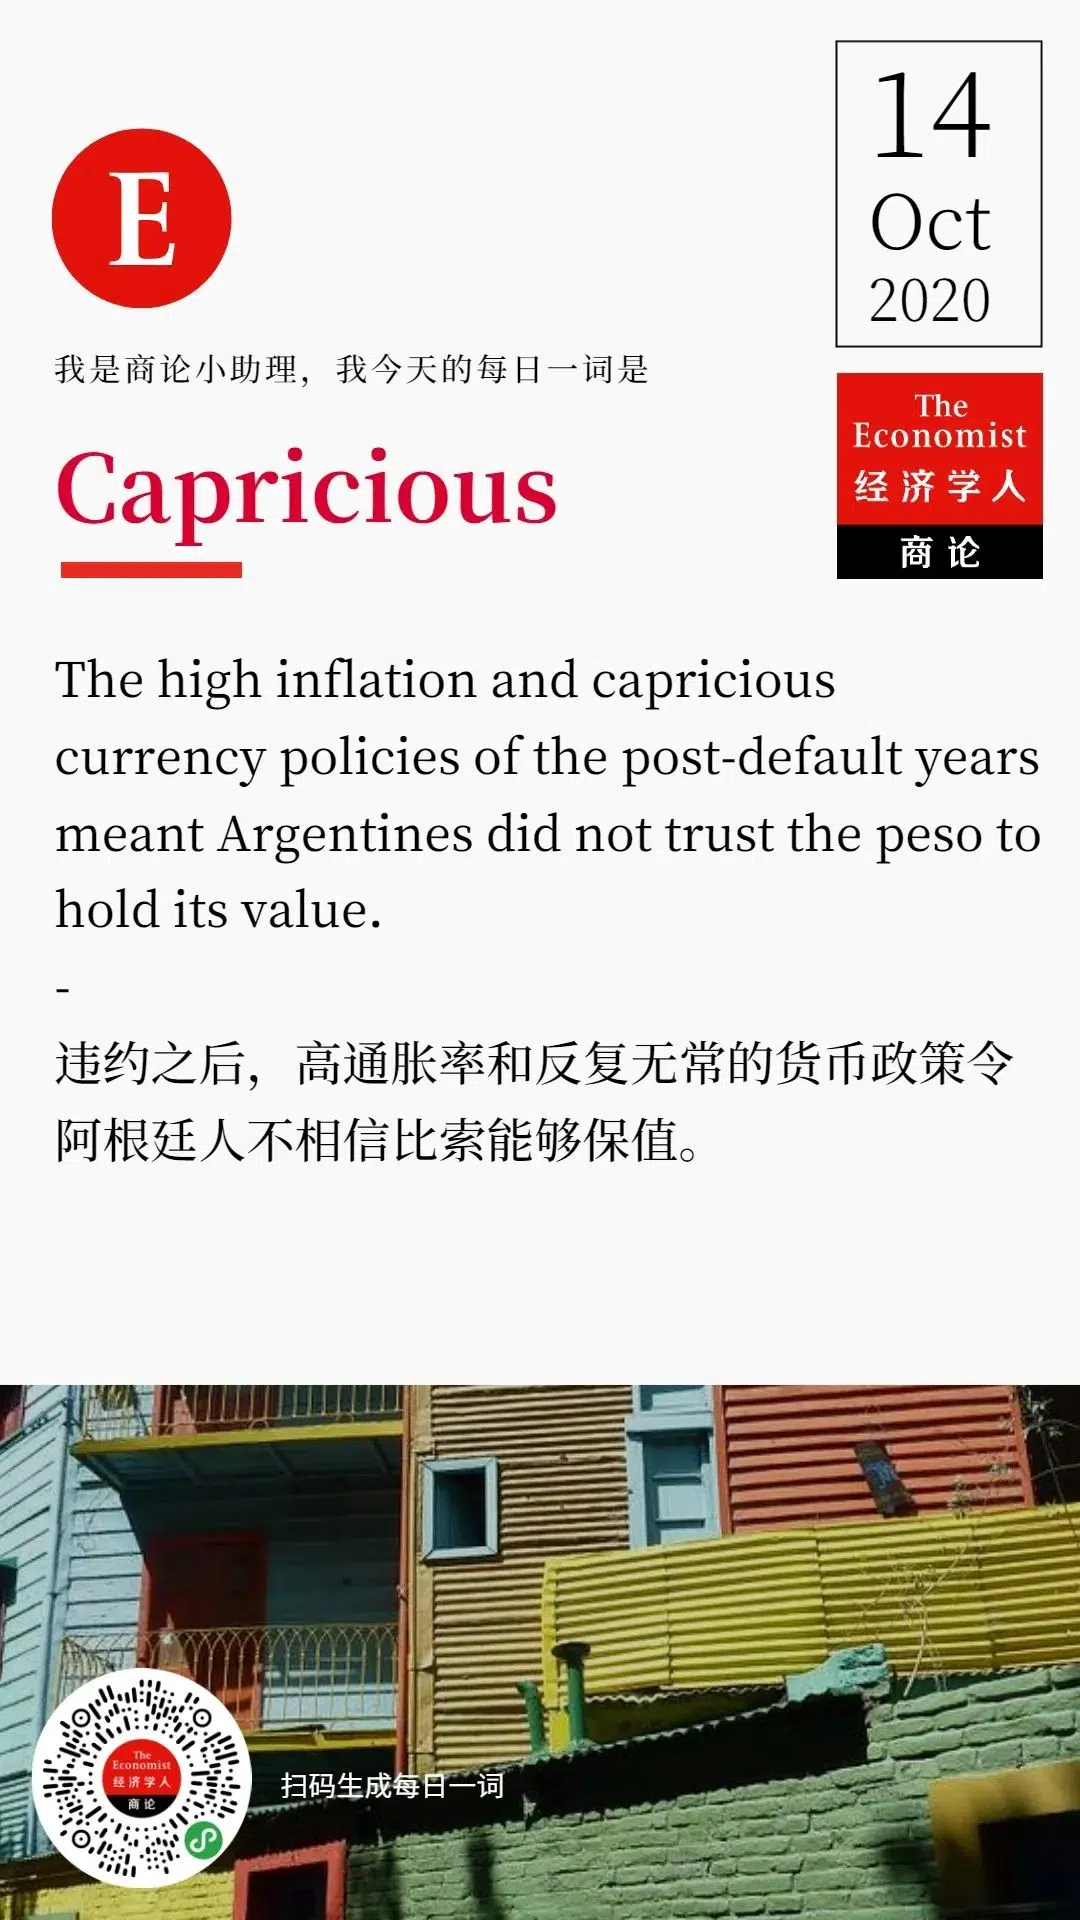 14
Oct
2020
E
我是商论小助理，我今天的每日一词是
The
Economist
经济学人
商论
Capricious
The high inflation and capricious
currency policies of the post-default years
meant Argentines did not trust the peso to
hold its value.
-
违约之后，高通胀率和反复无常的货币政策令
阿根廷人不相信比索能够保值。
The
Economist
经济学人
商论
扫码生成每日一词